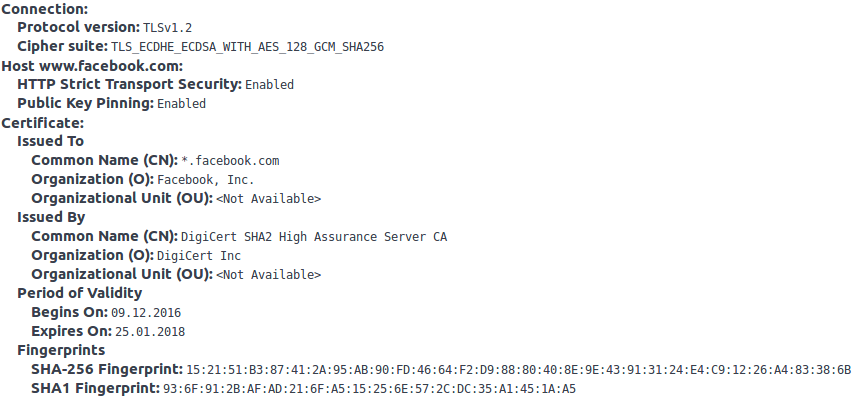 Connection:
Protocol version: TLSv1.2
Cipher suite: TLS_ECDHE_ECDSA_WITH_AES_128_GCM_SHA256
Host www.facebook.com:
HTTP Strict Transport Security: Enabled
Public Key Pinning: Enabled
Certificate:
Issued To
Common Name (CN): *.facebook.com
Organization (O): Facebook, Inc.
Organizational Unit (OU): <Not Available>
Issued By
Common Name (CN): DigiCert SHA2 High Assurance Server CA
Organization (O): DigiCert Inc
Organizational Unit (OU): <Not Available>
Period of Validity
Begins On: 09.12.2016
Expires On: 25.01.2018
Fingerprints
SHA-256 Fingerprint: 15:21:51:B3:87:41:2A:95:AB:90:FD:46:64:F2:D9:88:80:40:8E:9E:43:91:31:24:E4:C9:12:26:A4:83:38:6B
SHA1 Fingerprint: 93:6F:91:2B:AF:AD:21:6F:A5:15:25:6E:57:2C:DC:35:A1:45:1A:A5